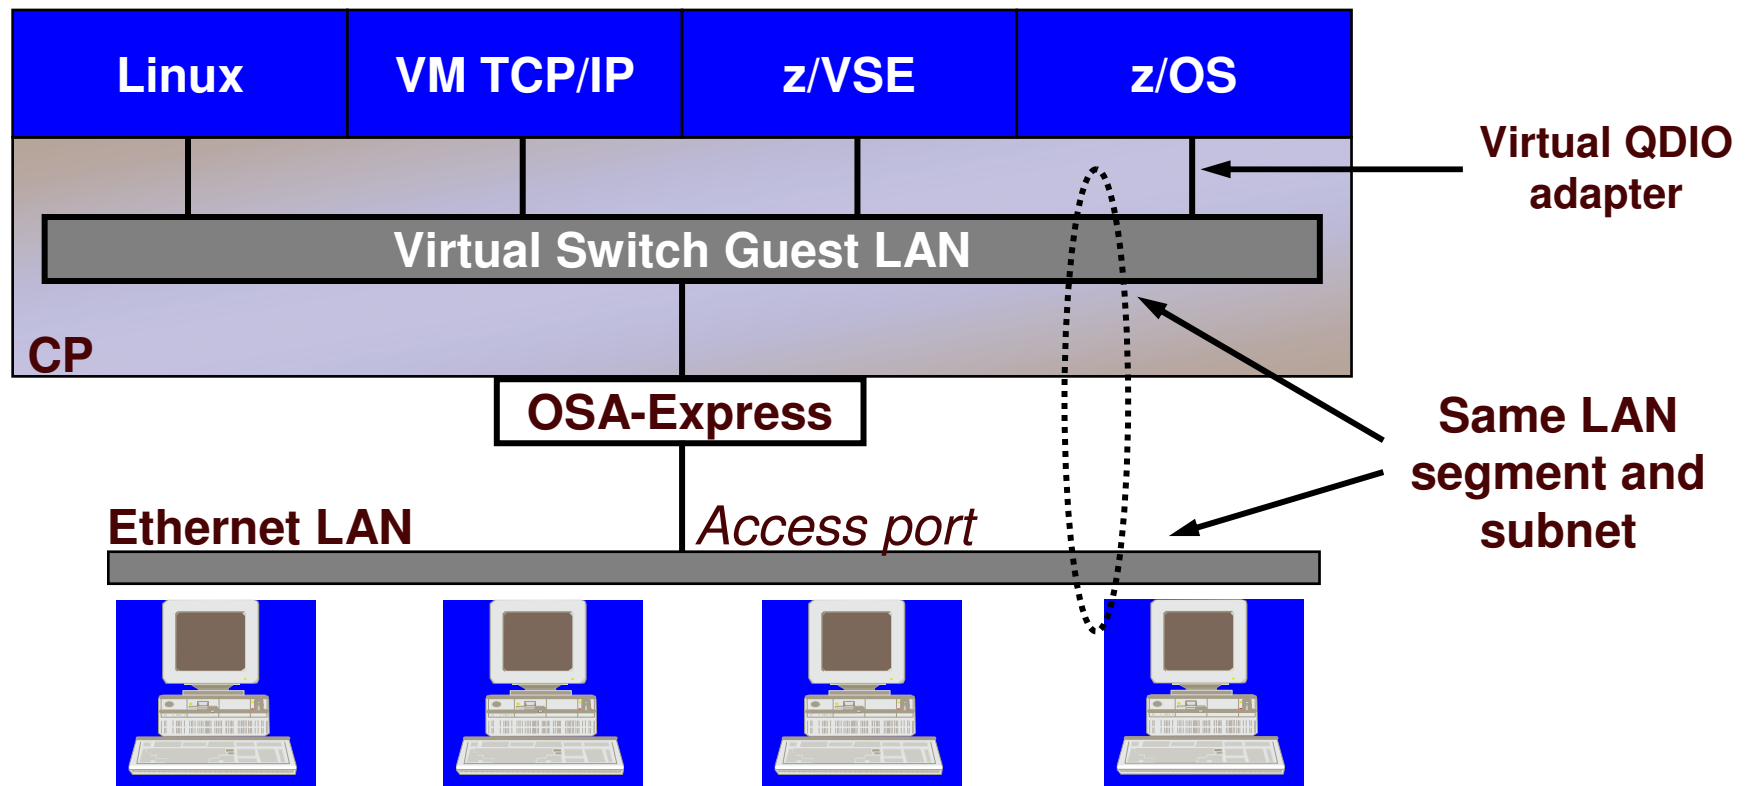 Linux
VM TCP/IP
z/VSE
z/OS
Virtual QDIO
adapter
Virtual Switch Guest LAN
CP
OSA-Express
Same LAN
segment and
subnet
Ethernet LAN
Access port